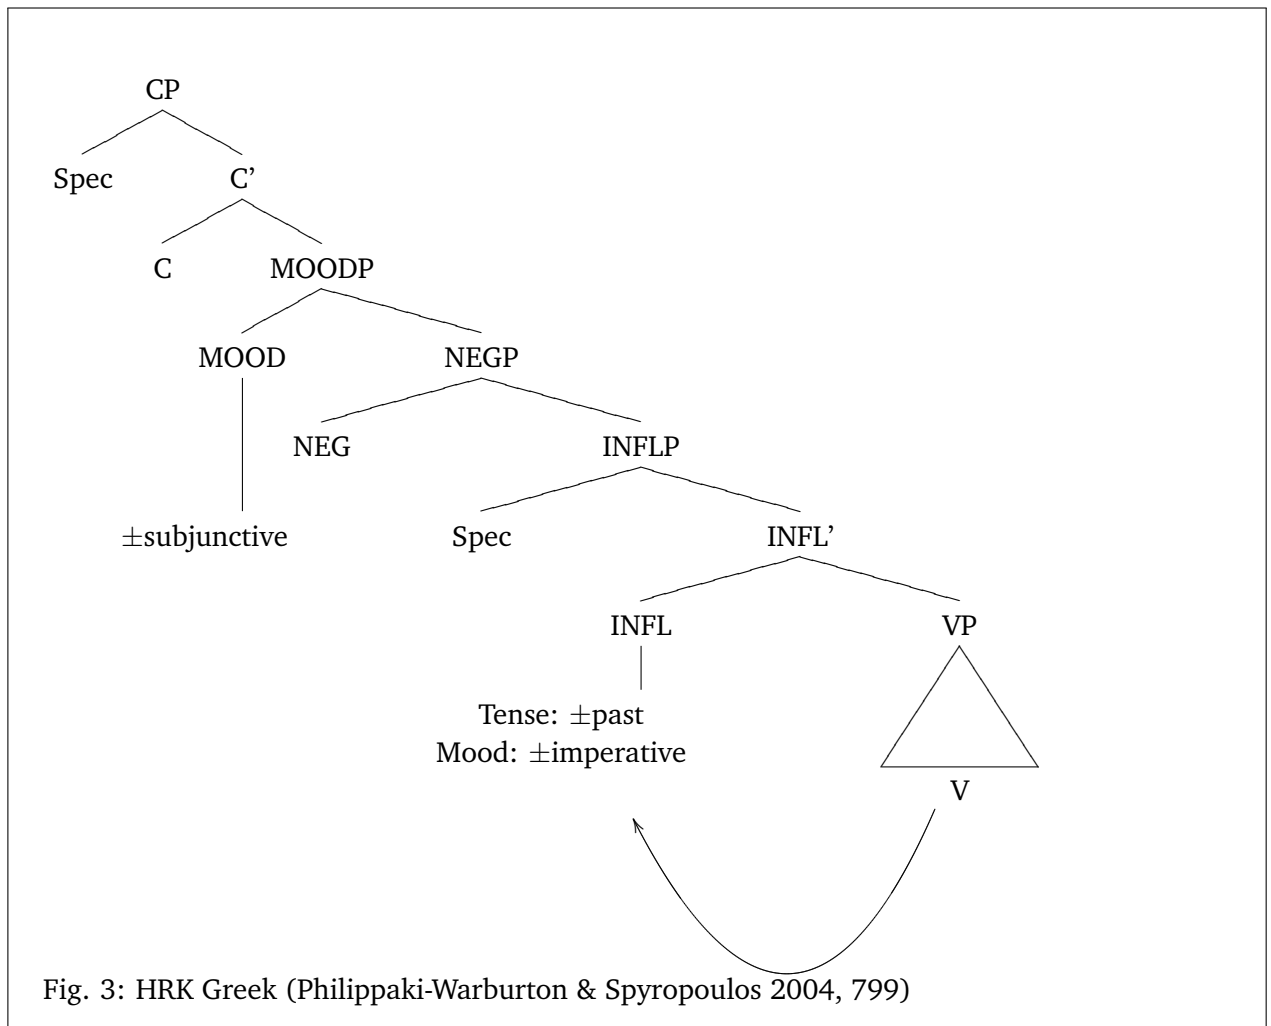 CP
Spec C’
C MOODP
MOOD NEGP
NEG INFLP
±subjunctive Spec INFL’
INFL VP
Tense: ±past
Mood: ±imperative
V
Fig. 3: HRK Greek (Philippaki-Warburton & Spyropoulos 2004, 799)